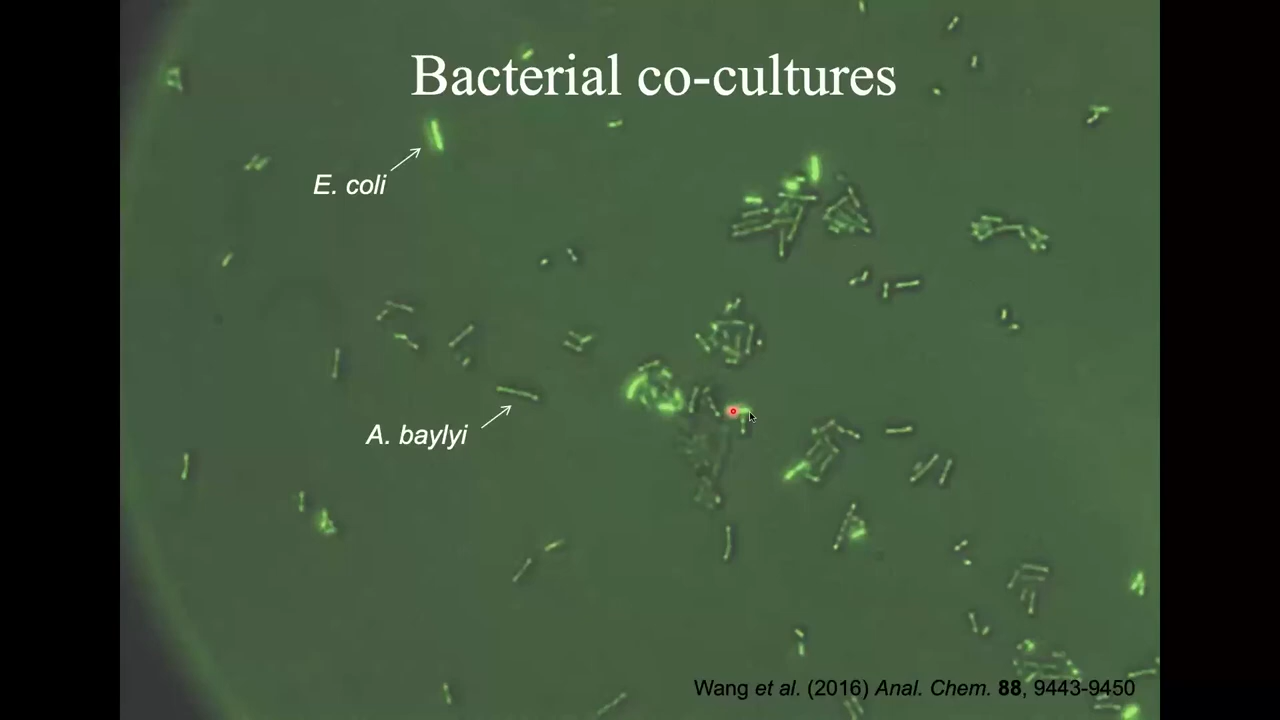 Bacterial co-cultures
E. coli
A. baylyi
Wang et al. (2016) Anal. Chem. 88, 9443-9450